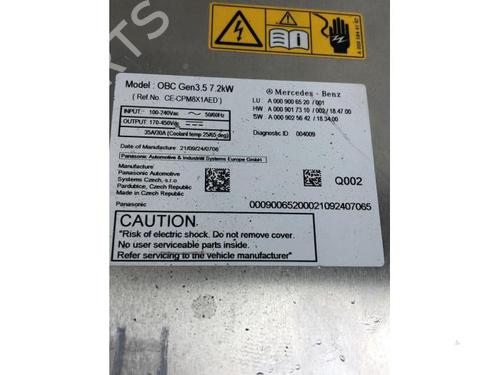 Model : OBC Gen3.5 7.2kW
( Ref No. CE-CPM8X1AED )
INPUT: 100-240Vac ~ 50/60Hz
OUTPUT: 170-450Vdc
35A/30A (Coolant temp 25/65 deg)
Date of Manufacture : 21/09/24/0706
Panasonic Automotive & Industrial Systems Europe GmbH
Manufacture
Panasonic Automotive
Systems Czech, s.r.o
Pardubice, Czech Republic
Made in Czech Republic
Panasonic
Mercedes - Benz
LU A 000 900 65 20 / 001
HW A 000 901 73 10 / 002 / 18.47.00
SW A 000 902 56 42 / 18.34.00
Diagnostic ID 004009
Q002
000900652000021092407065
CAUTION
"Risk of electric shock. Do not remove cover.
No user serviceable parts inside.
Refer servicing to the vehicle manufacturer"
PARTS